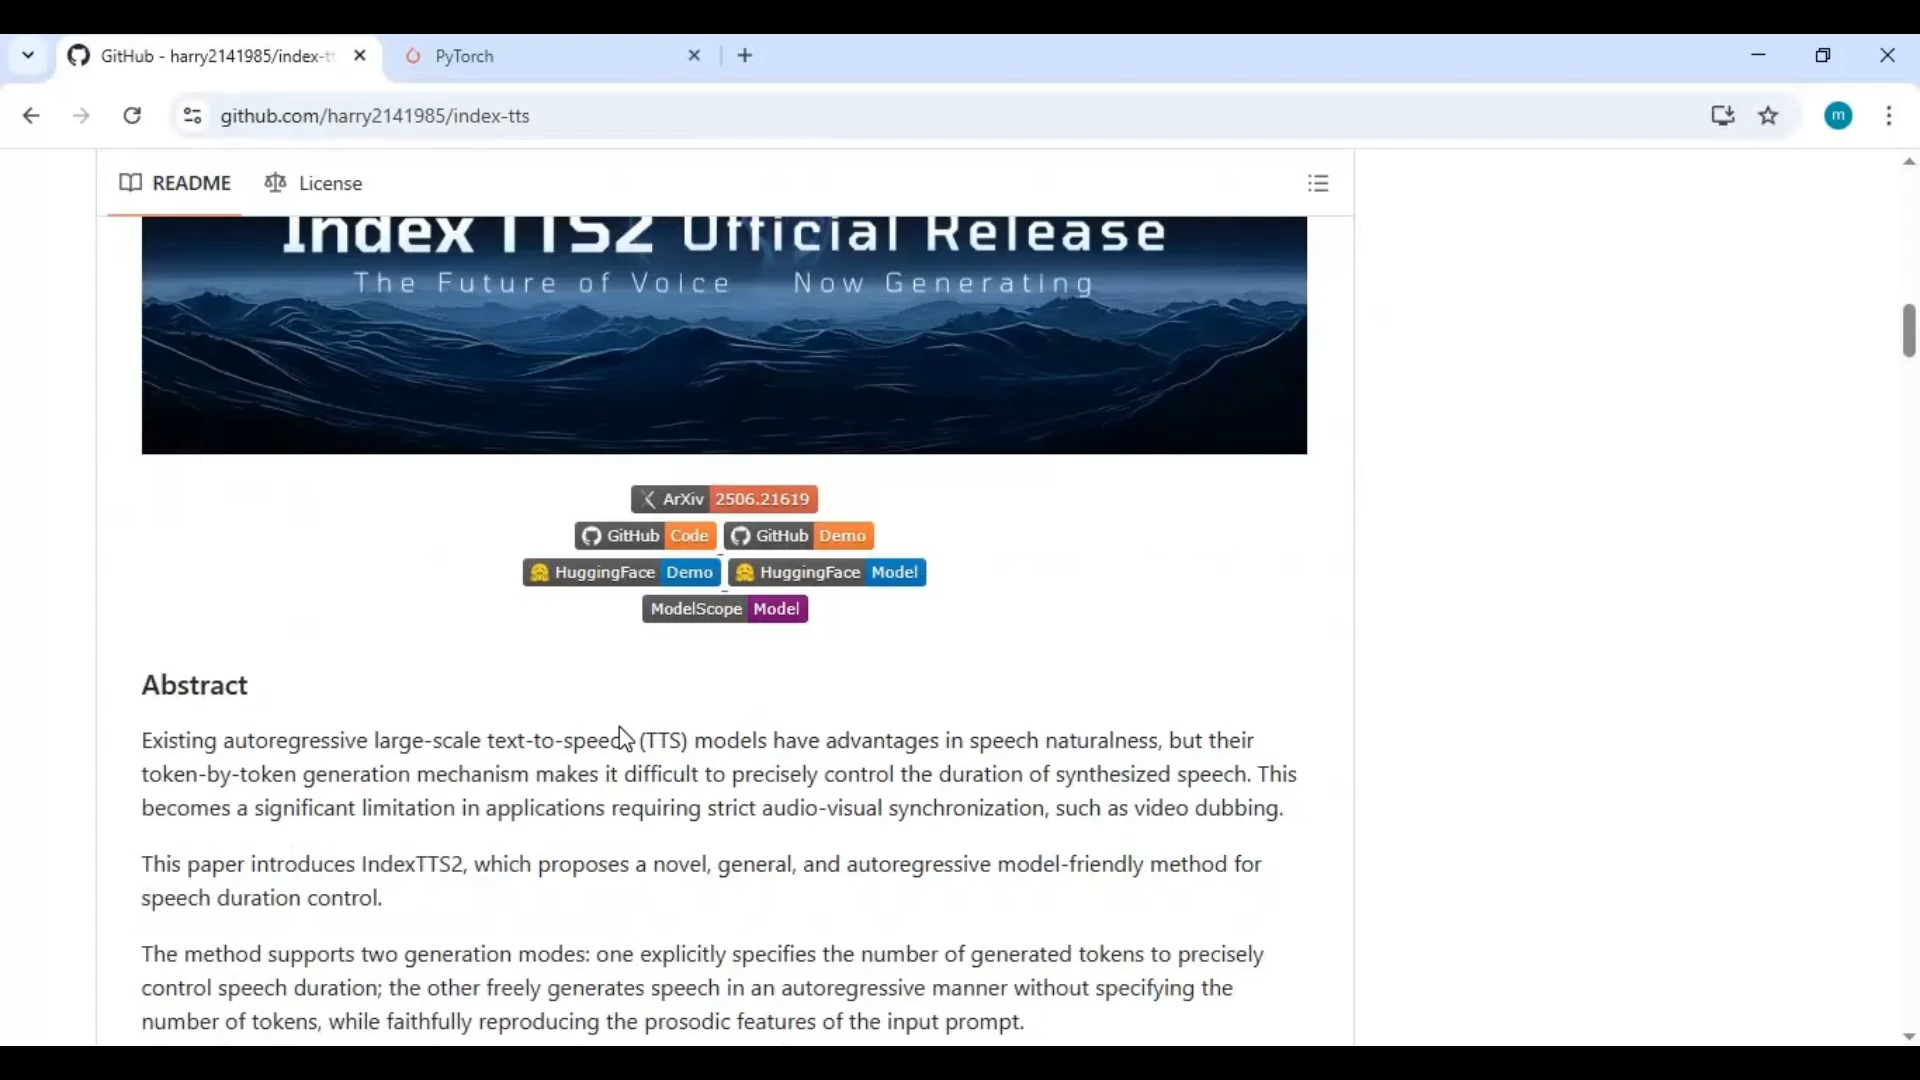 GitHub - harry2141985/index-tt
PyTorch
github.com/harry2141985/index-tts
m
README
License
Index TTS2 Official Release
The Future of Voice Now Generating
ArXiv 2506.21619
GitHub Code GitHub Demo
HuggingFace Demo HuggingFace Model
ModelScope Model
Abstract
Existing autoregressive large-scale text-to-speech (TTS) models have advantages in speech naturalness, but their
token-by-token generation mechanism makes it difficult to precisely control the duration of synthesized speech. This
becomes a significant limitation in applications requiring strict audio-visual synchronization, such as video dubbing.
This paper introduces IndexTTS2, which proposes a novel, general, and autoregressive model-friendly method for
speech duration control.
The method supports two generation modes: one explicitly specifies the number of generated tokens to precisely
control speech duration; the other freely generates speech in an autoregressive manner without specifying the
number of tokens, while faithfully reproducing the prosodic features of the input prompt.